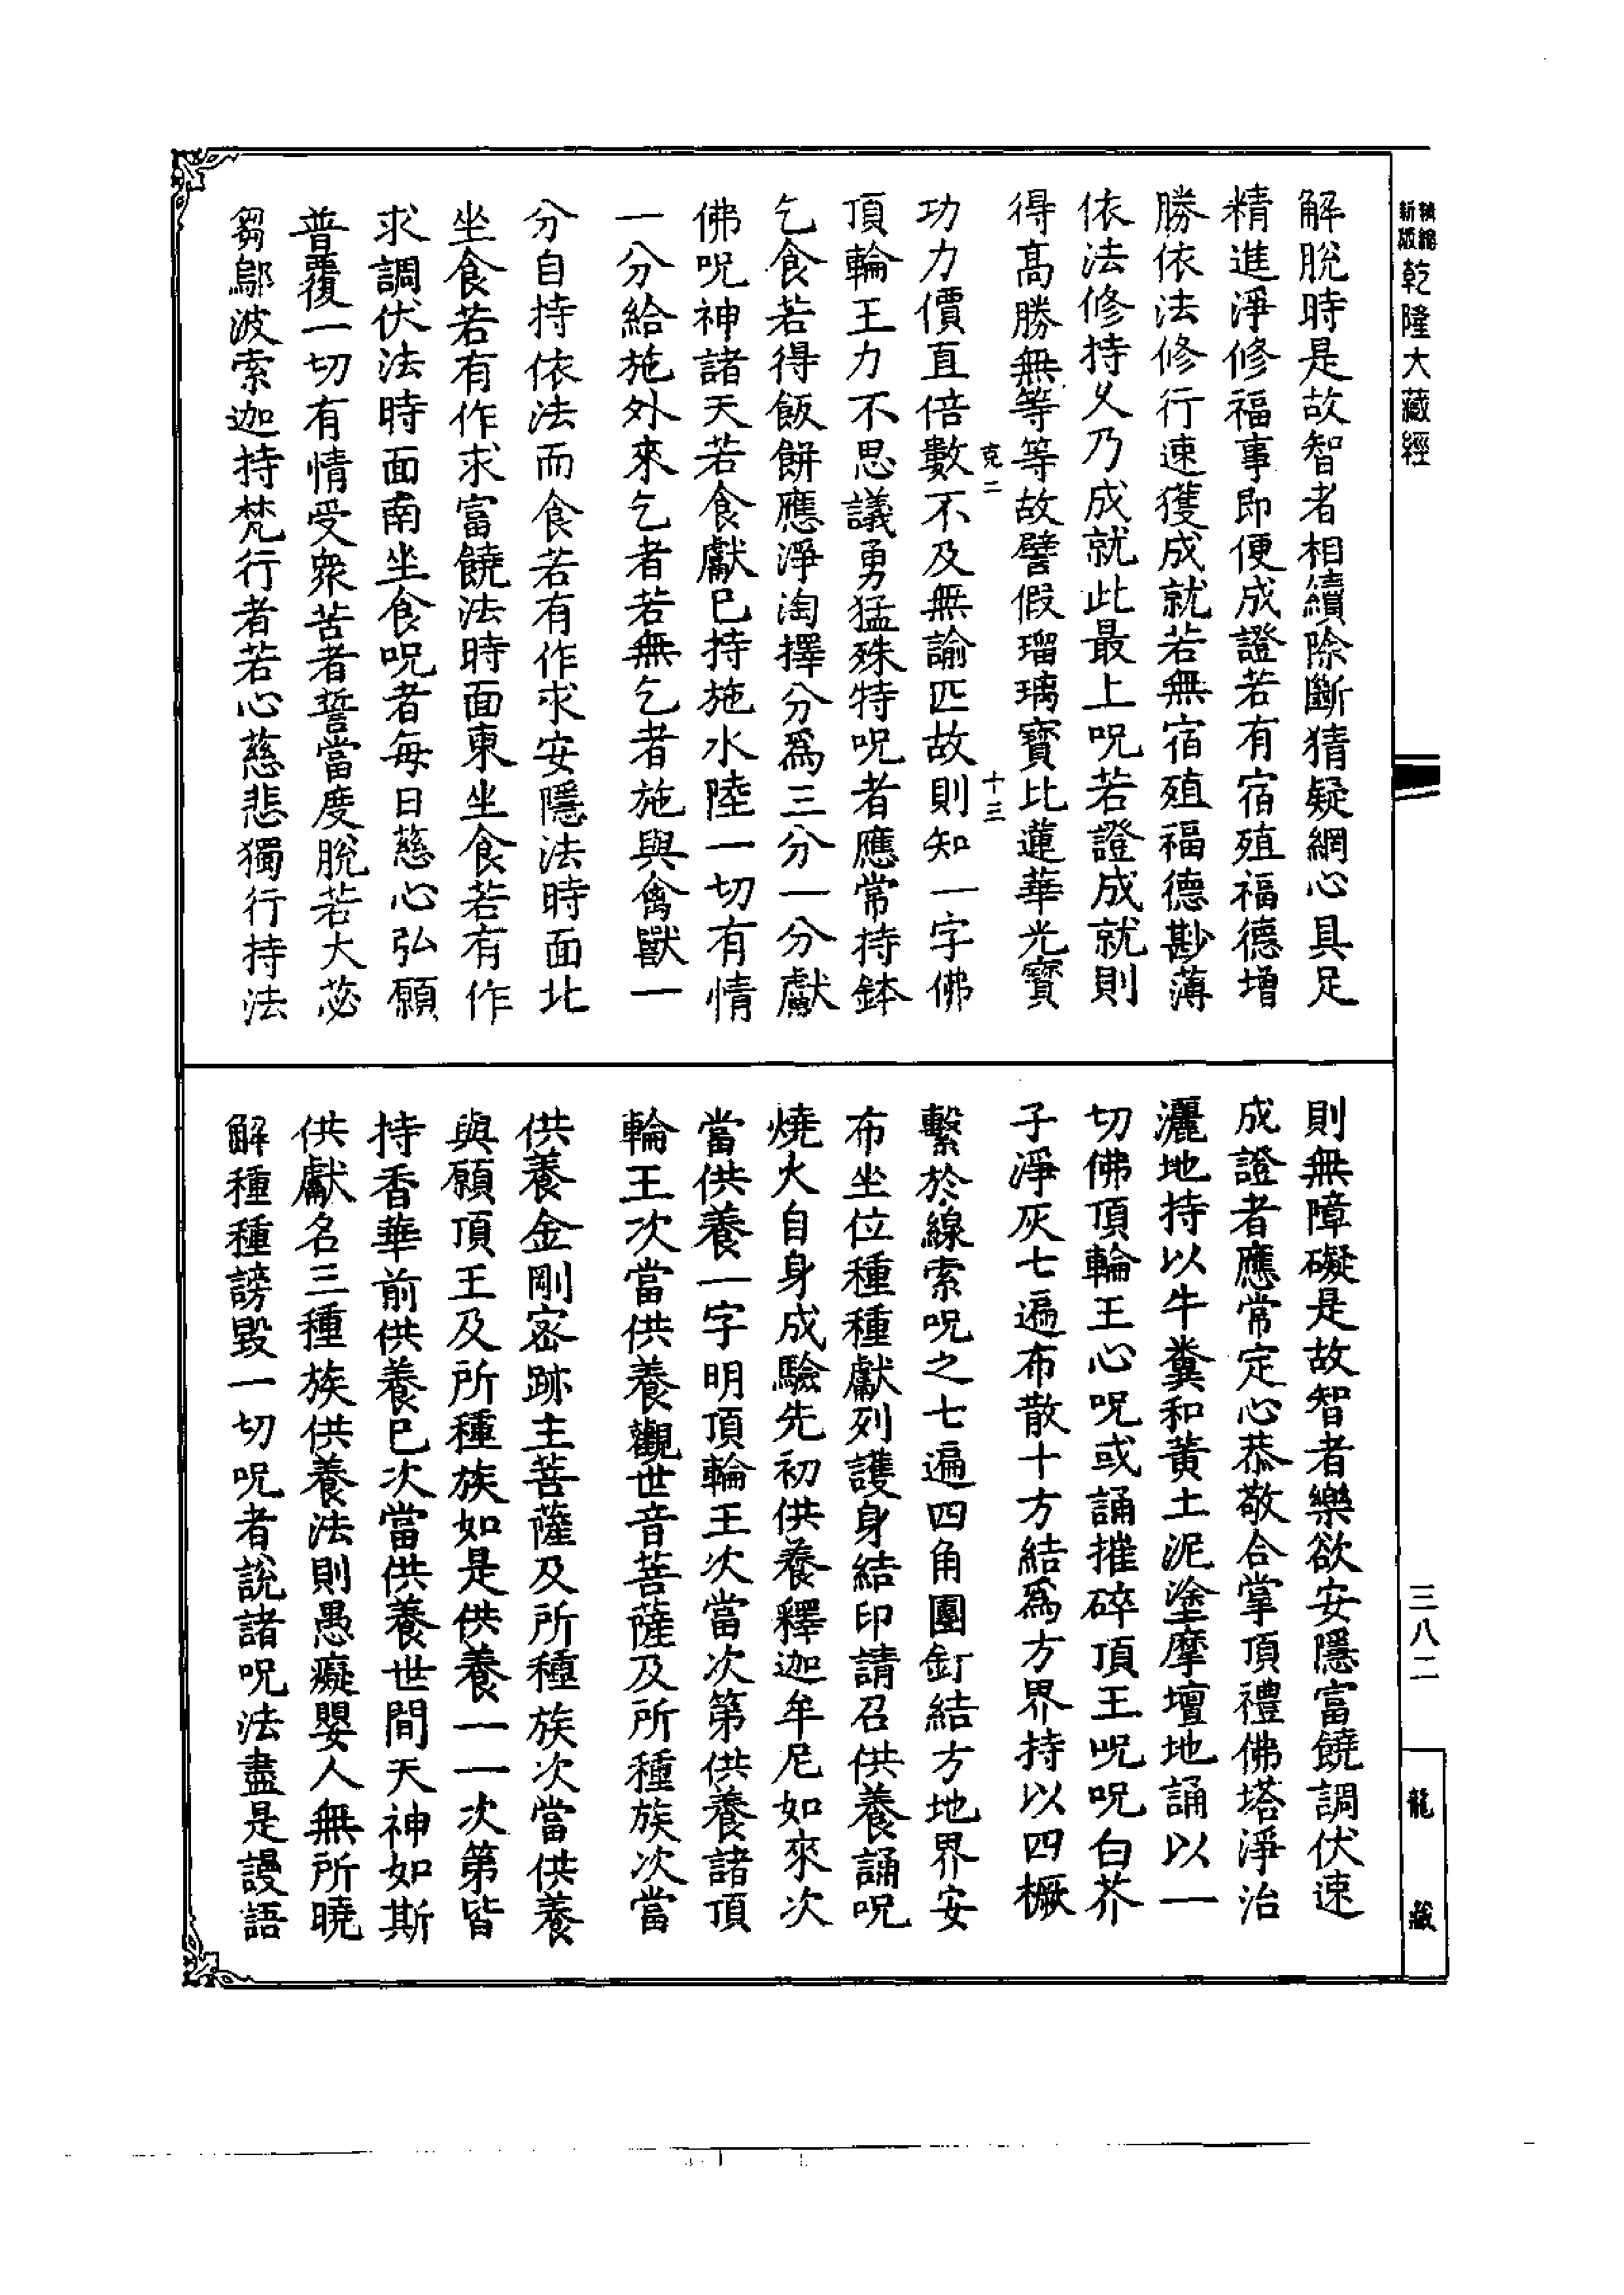 新版精縮乾隆大藏經
解脫時是故智者相續除斷猜疑網心具足
精進淨修福事即便成證若有宿殖福德增
勝依法修行速獲成就若無宿殖福德尠薄
依法修持乆乃成就此最上呪若證成就則
得髙勝無等等故譬假瑠璃寳比蓮華光寳
克二 十三
功力價直倍數不及無諭匹故則知一字佛
頂輪王力不思議勇猛殊特呪者應常持鉢
乞食若得飯餅應淨淘擇分爲三分一分獻
佛呪神諸天若食獻已持施水陸一切有情
一分給施外來乞者若無乞者施與禽獸一
分自持依法而食若有作求安隱法時面北
坐食若有作求富饒法時面東坐食若有作
求調伏法時面南坐食呪者每日慈心弘願
普覆一切有情受衆苦者誓當度脫若大苾
芻鄔波索迦持梵行者若心慈悲獨行持法
則無障礙是故智者樂欲安隱富饒調伏速
成證者應常定心恭敬合掌頂禮佛塔淨治
灑地持以牛糞和黃土泥塗摩壇地誦以一
切佛頂輪王心呪或誦摧碎頂王呪呪白芥
子淨灰七遍布散十方結爲方界持以四橛
繫於線索呪之七遍四角團釘結方地界安
布坐位種種獻列護身結印請召供養誦呪
燒火自身成驗先初供養釋迦牟尼如來次
當供養一字明頂輪王次當次第供養諸頂
輪王次當供養觀世音菩薩及所種族次當
供養金剛密跡主菩薩及所種族次當供養
與願頂王及所種族如是供養一一次第皆
持香華前供養已次當供養世間天神如斯
供獻名三種族供養法則愚癡嬰人無所曉
解種種謗毀一切呪者說諸呪法盡是謾語
三八二
龍藏